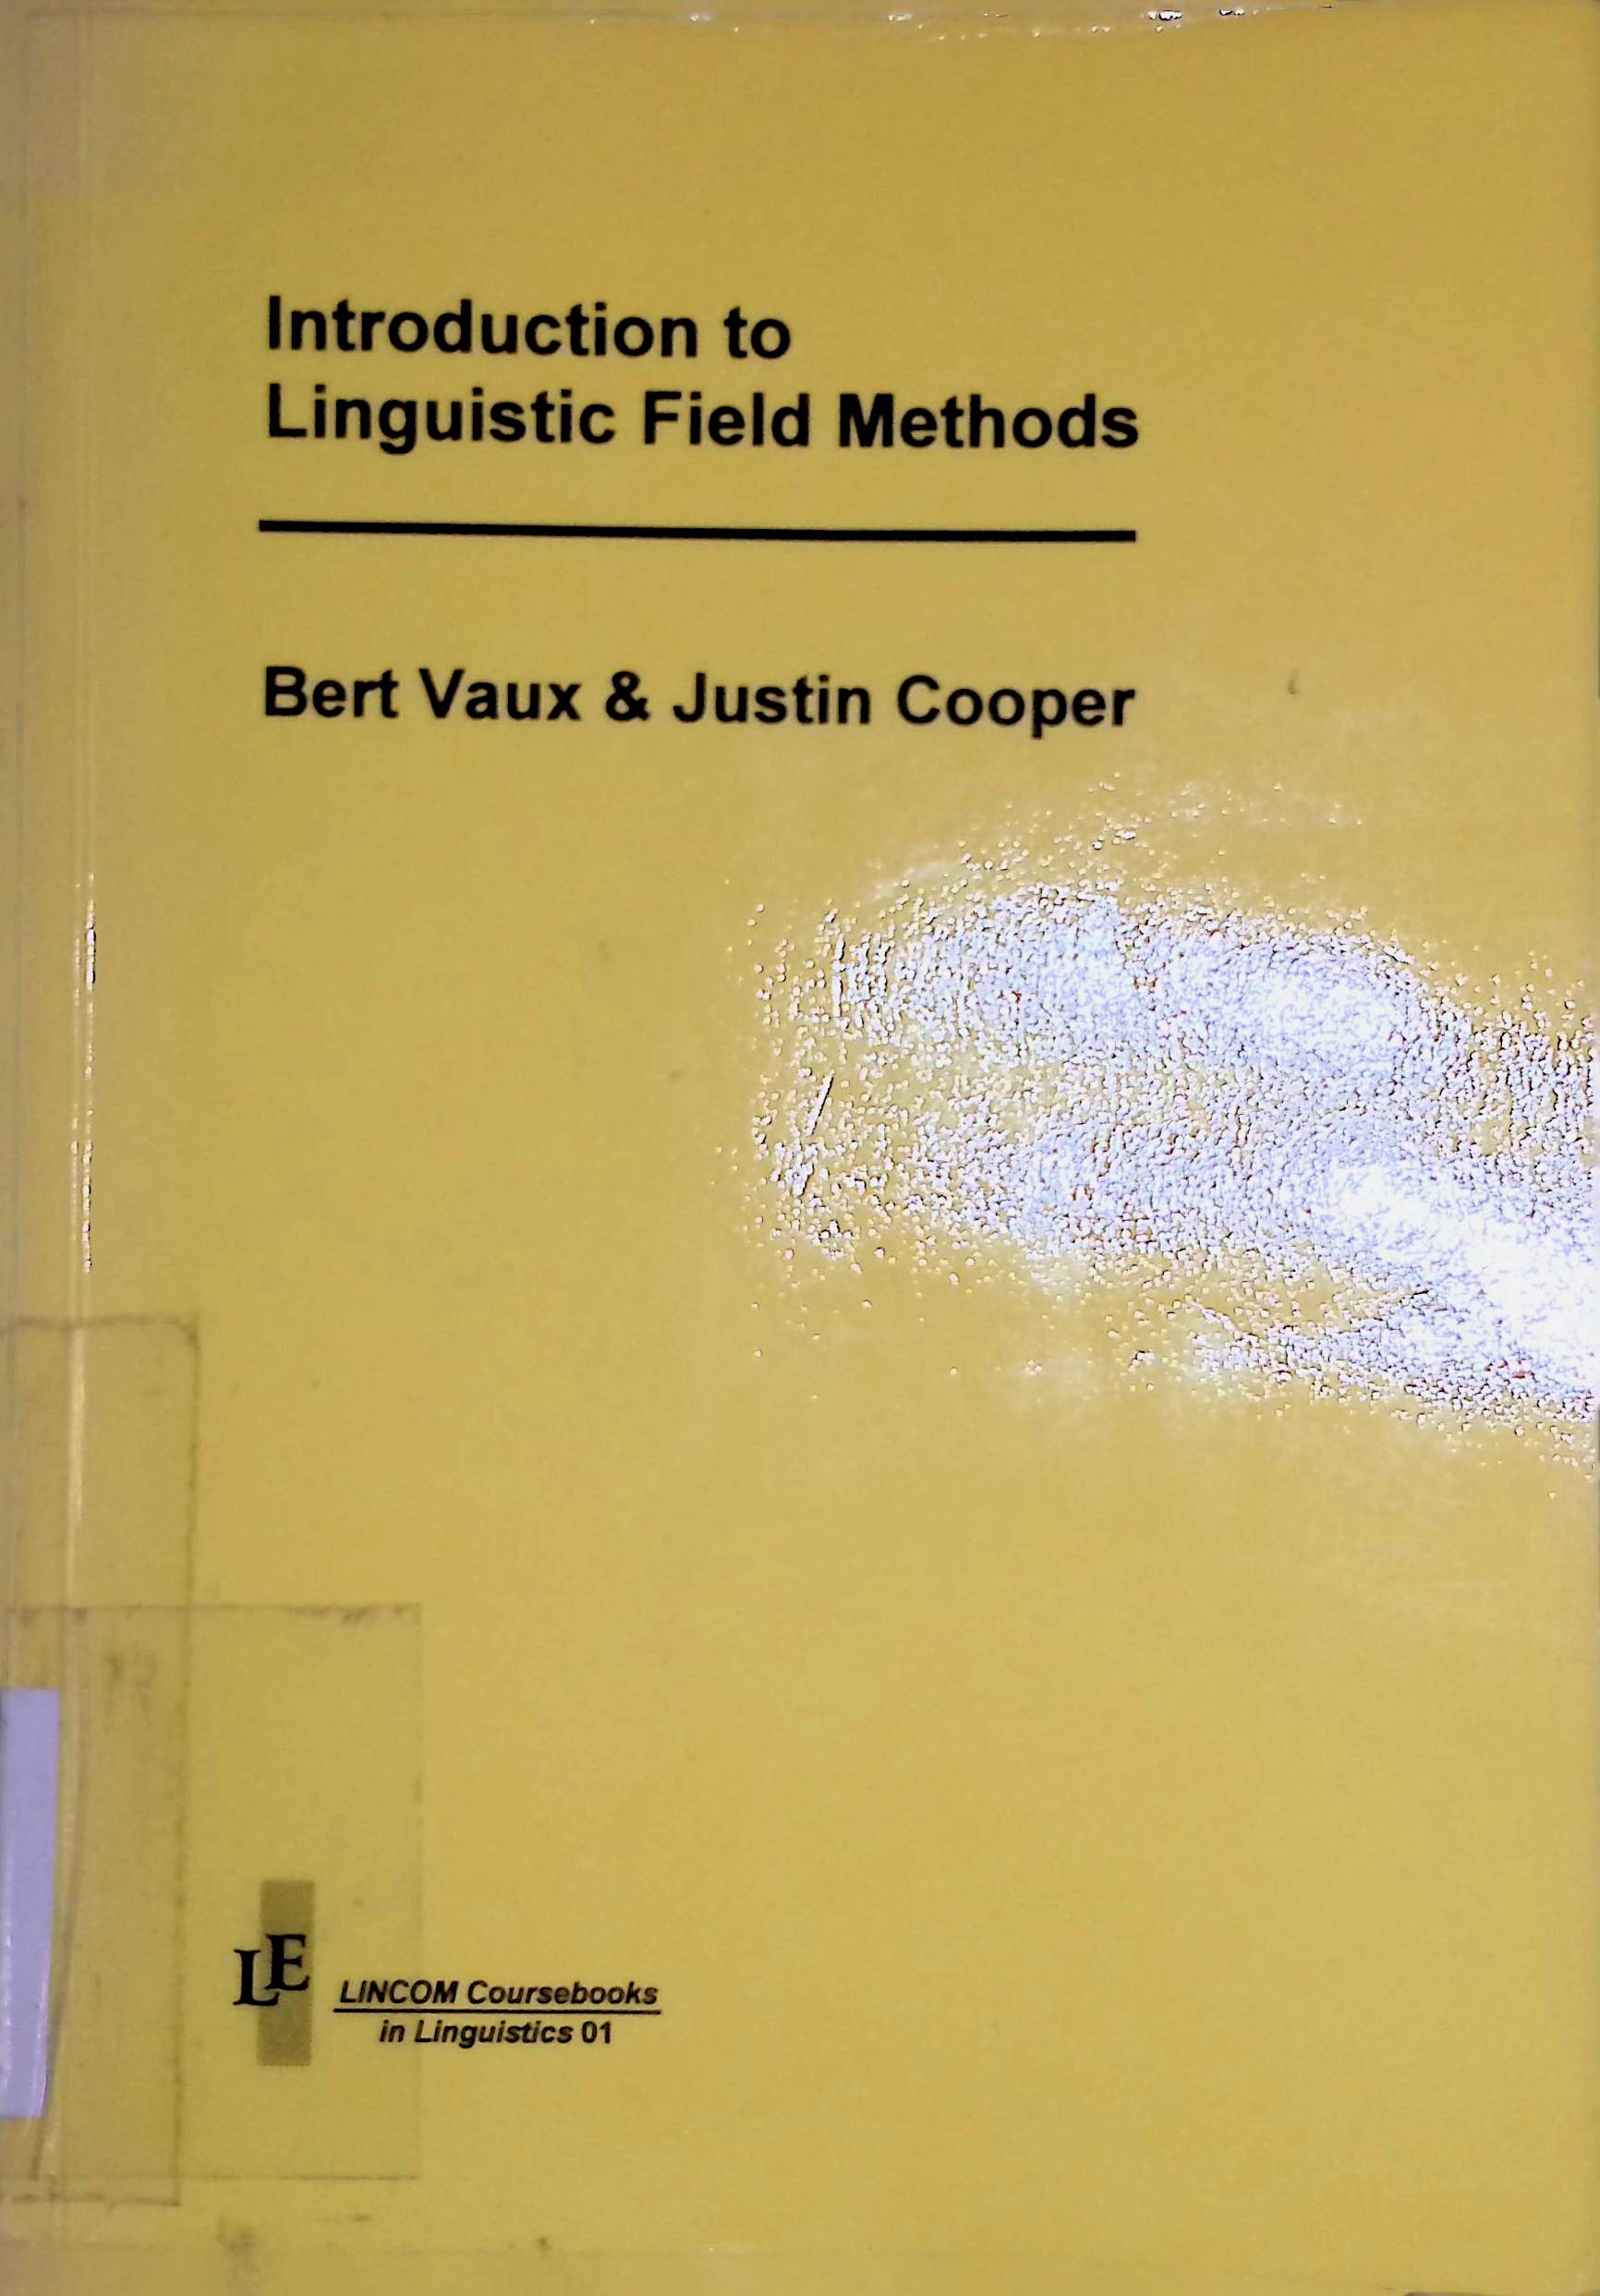 Introduction to
Linguistic Field Methods
Bert Vaux & Justin Cooper
LE
LINCOM Coursebooks
in Linguistics 01